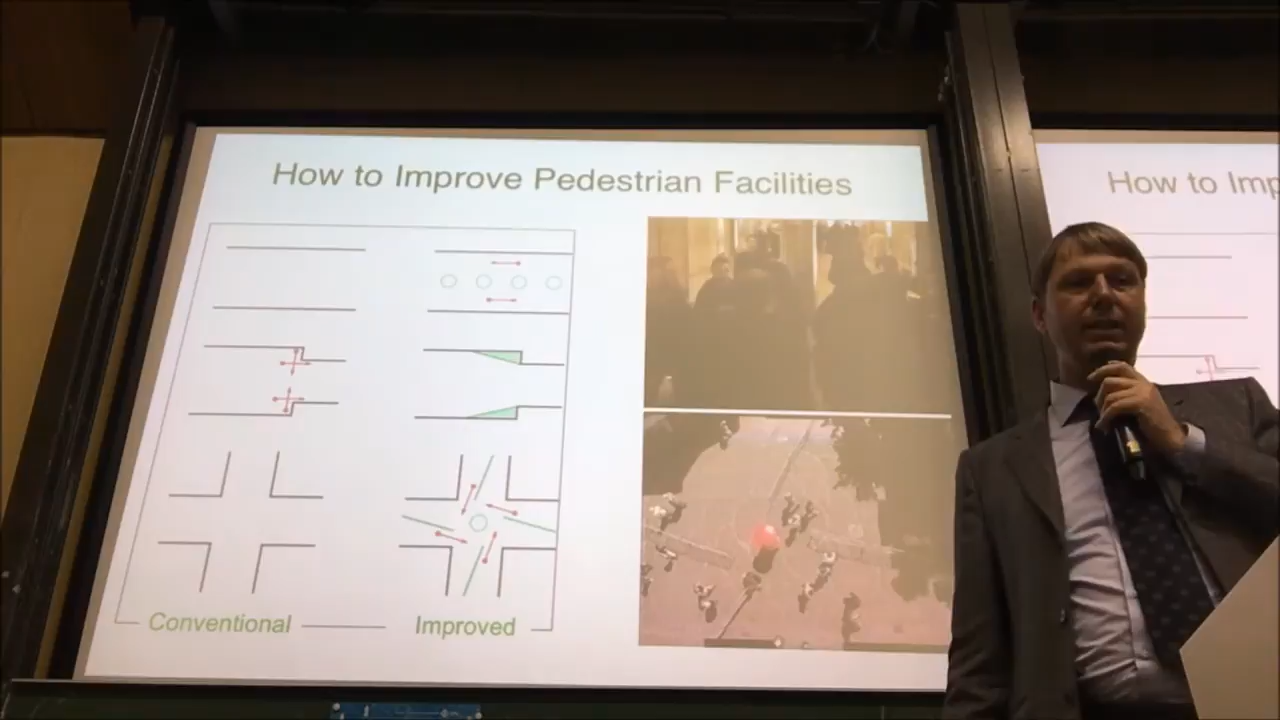 How to Improve Pedestrian Facilities
Conventional
Improved
How to Imp